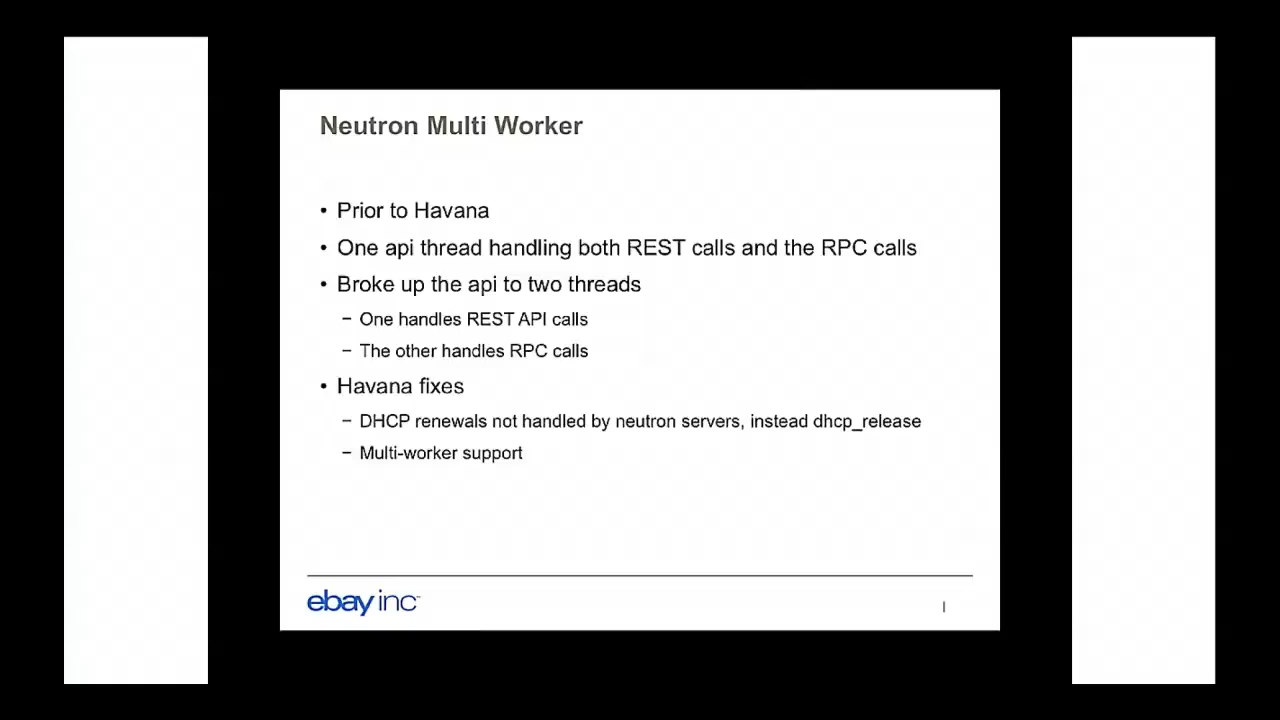 Neutron Multi Worker
• Prior to Havana
• One api thread handling both REST calls and the RPC calls
• Broke up the api to two threads
− One handles REST API calls
− The other handles RPC calls
• Havana fixes
− DHCP renewals not handled by neutron servers, instead dhcp_release
− Multi-worker support
ebay inc™